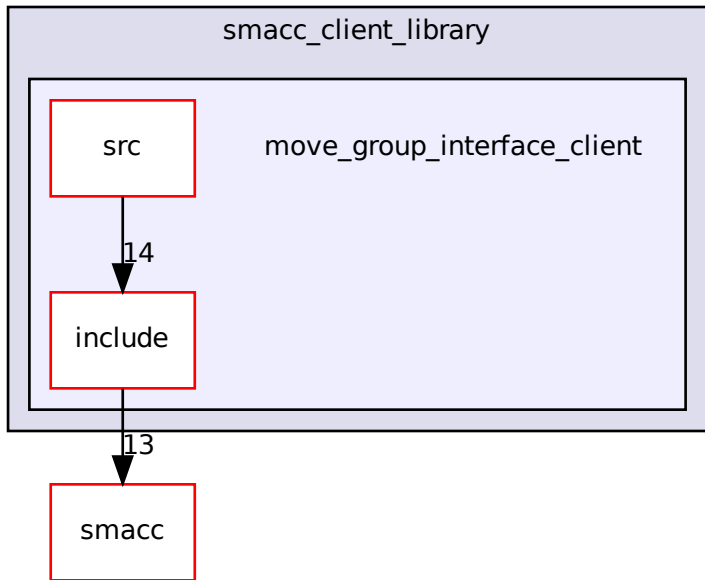 smacc_client_library
src
move_group_interface_client
14
include
13
smacc